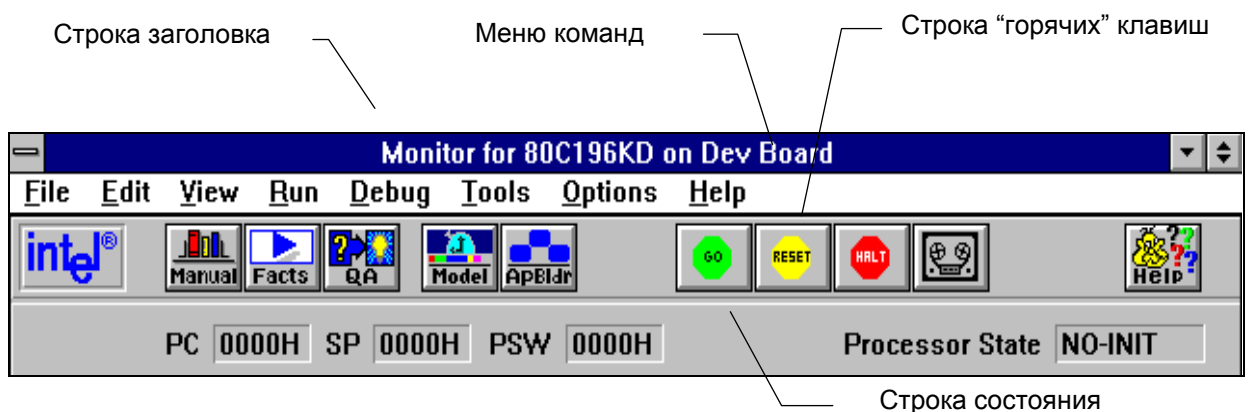 Строка заголовка Меню команд Строка “горячих” клавиш
Monitor for 80C196KD on Dev Board
File Edit View Run Debug Tools Options Help
intel® Manual Facts ?QA Model ApBldr GO RESET HALT ???? Help
PC 0000H SP 0000H PSW 0000H Processor State NO-INIT
Строка состояния